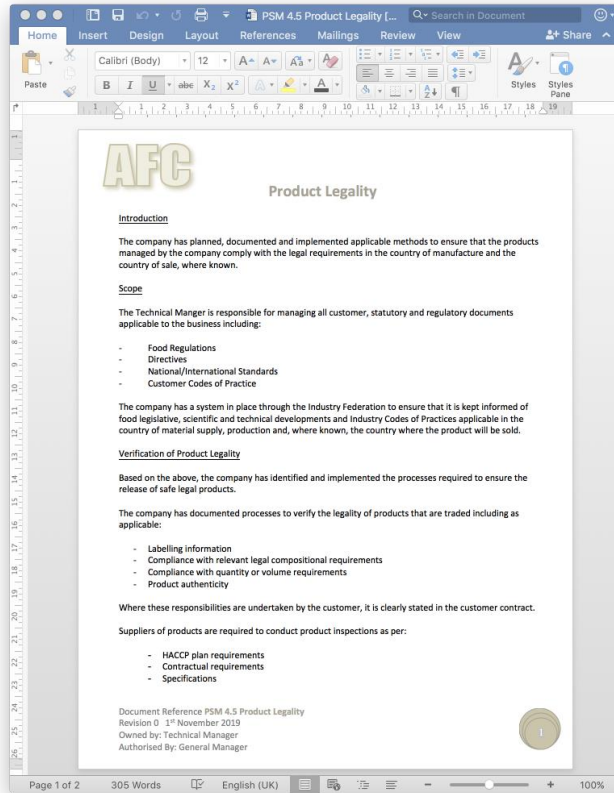 PSM 4.5 Product Legality [...
Search in Document
Home Insert Design Layout References Mailings Review View Share
Paste
Calibri (Body) 12
B I U abc X₂ X²
Styles Styles Pane
AFC
Product Legality
Introduction
The company has planned, documented and implemented applicable methods to ensure that the products
managed by the company comply with the legal requirements in the country of manufacture and the
country of sale, where known.
Scope
The Technical Manger is responsible for managing all customer, statutory and regulatory documents
applicable to the business including:
- Food Regulations
- Directives
- National/International Standards
- Customer Codes of Practice
The company has a system in place through the Industry Federation to ensure that it is kept informed of
food legislative, scientific and technical developments and Industry Codes of Practices applicable in the
country of material supply, production and, where known, the country where the product will be sold.
Verification of Product Legality
Based on the above, the company has identified and implemented the processes required to ensure the
release of safe legal products.
The company has documented processes to verify the legality of products that are traded including as
applicable:
- Labelling information
- Compliance with relevant legal compositional requirements
- Compliance with quantity or volume requirements
- Product authenticity
Where these responsibilities are undertaken by the customer, it is clearly stated in the customer contract.
Suppliers of products are required to conduct product inspections as per:
- HACCP plan requirements
- Contractual requirements
- Specifications
Document Reference PSM 4.5 Product Legality
Revision 0 1st November 2019
Owned by: Technical Manager
Authorised By: General Manager
1
Page 1 of 2 305 Words English (UK) 100%